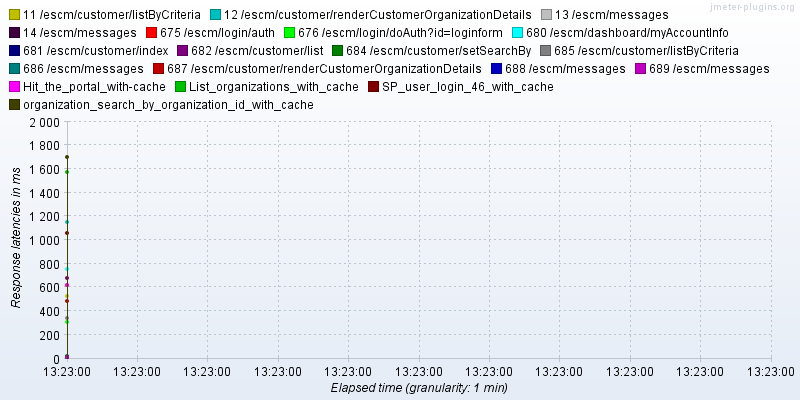 jmeter-plugins.org
11 /escm/customer/listByCriteria 12 /escm/customer/renderCustomerOrganizationDetails 13 /escm/messages
14 /escm/messages 675 /escm/login/auth 676 /escm/login/doAuth?id=loginform 680 /escm/dashboard/myAccountInfo
681 /escm/customer/index 682 /escm/customer/list 684 /escm/customer/setSearchBy 685 /escm/customer/listByCriteria
686 /escm/messages 687 /escm/customer/renderCustomerOrganizationDetails 688 /escm/messages 689 /escm/messages
Hit_the_portal_with-cache List_organizations_with_cache SP_user_login_46_with_cache
organization_search_by_organization_id_with_cache
Response latencies in ms
2 000
1 800
1 600
1 400
1 200
1 000
800
600
400
200
0
13:23:00 13:23:00 13:23:00 13:23:00 13:23:00 13:23:00 13:23:00 13:23:00 13:23:00 13:23:00 13:23:00
Elapsed time (granularity: 1 min)